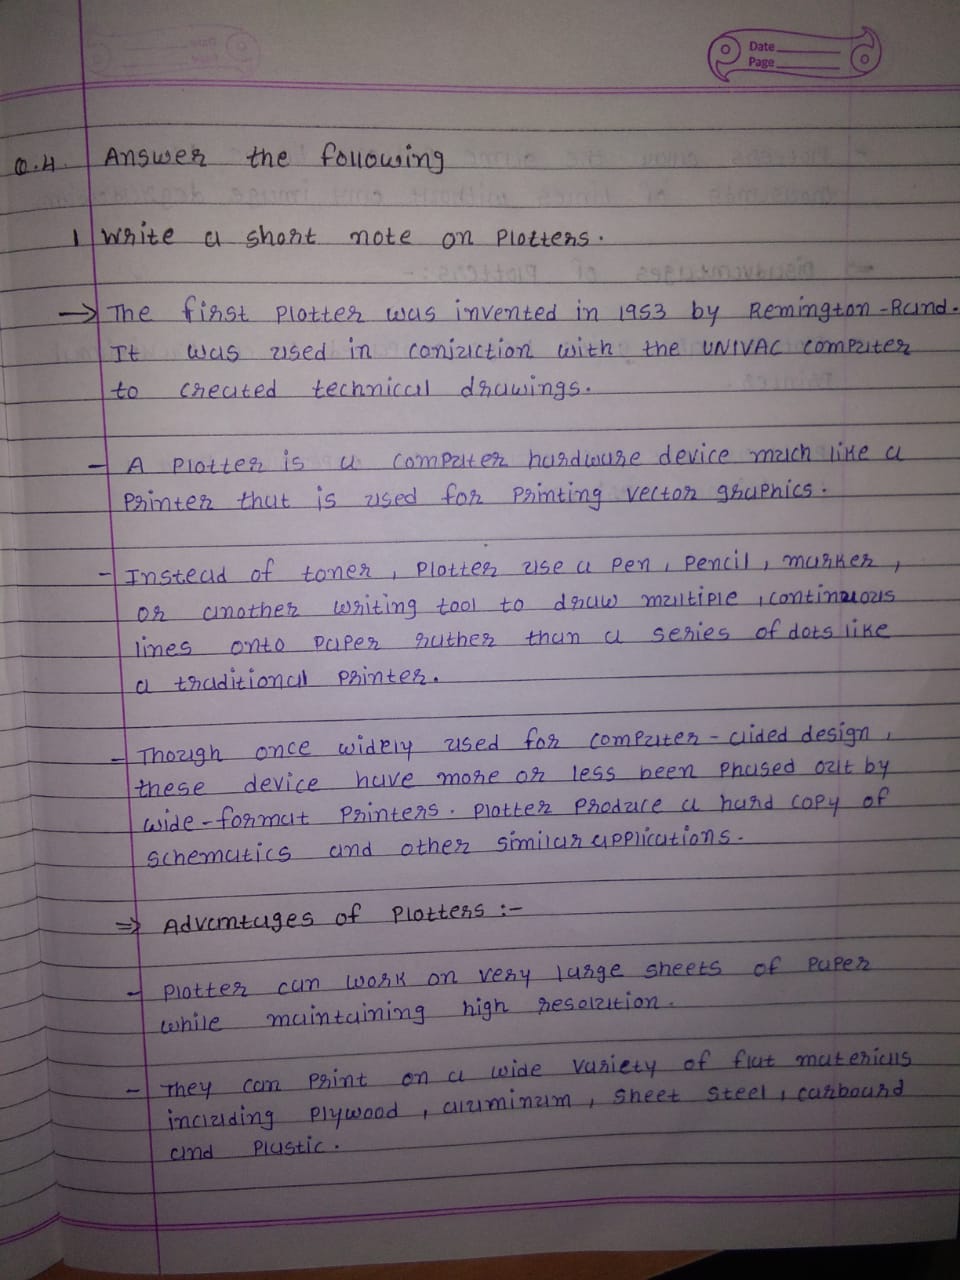 Date
Page
Q.4. Answer the following
1 Write a short note on Plotters.
→ The first Plotter was invented in 1953 by Remington-Rand.
It was used in conjuction with the UNIVAC computer
to created technical drawings.
- A Plotter is a computer hardware device much like a
Printer that is used for Printing vector graphics.
- Instead of toner, Plotter use a pen, pencil, marker,
or another writing tool to draw multiple, continuous
lines onto paper rather than a series of dots like
a traditional printer.
- Though once widely used for computer-aided design,
these device have more or less been phased out by
wide-format Printers. Plotter Produce a hard copy of
schematics and other similar applications.
⇒ Advantages of Plotters :-
- Plotter can work on very large sheets of paper
while maintaining high resolution.
- They can print on a wide variety of flat materials
including plywood, aluminum, sheet steel, carboard
and Plastic.